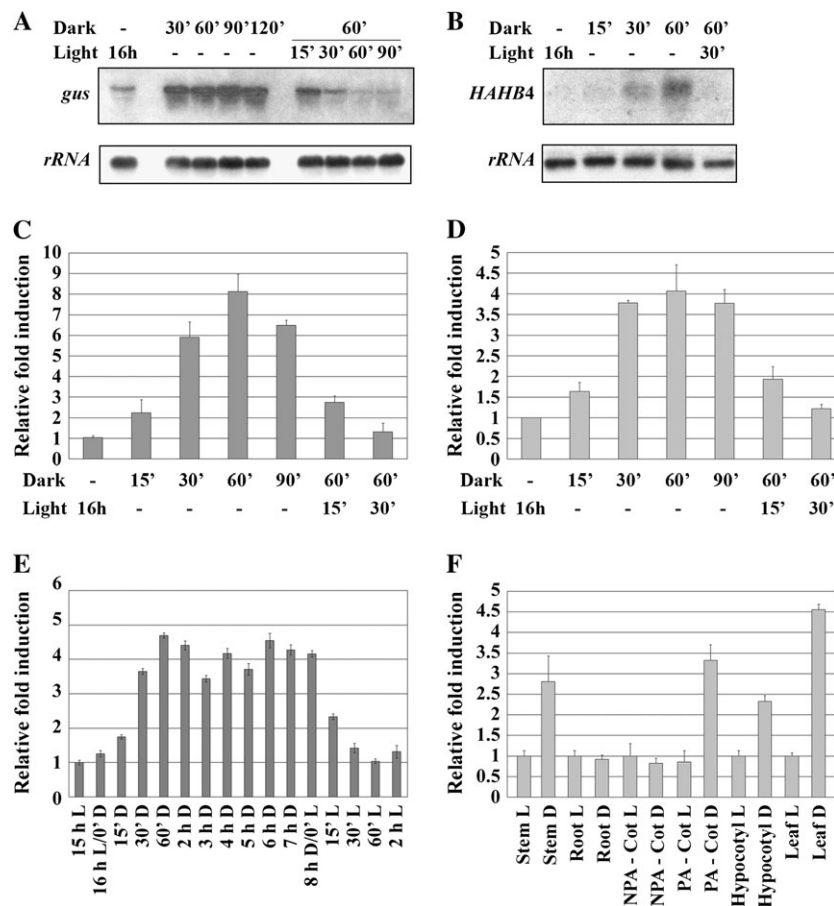 A
Dark - 30’ 60’ 90’ 120’ 60’
Light 16h - - - - 15’ 30’ 60’ 90’
gus
rRNA
B
Dark - 15’ 30’ 60’ 60’
Light 16h - - - 30’
HAHB4
rRNA
C
Relative fold induction
10
9
8
7
6
5
4
3
2
1
0
Dark - 15’ 30’ 60’ 90’ 60’ 60’
Light 16h - - - - 15’ 30’
D
Relative fold induction
5
4.5
4
3.5
3
2.5
2
1.5
1
0.5
0
Dark - 15’ 30’ 60’ 90’ 60’ 60’
Light 16h - - - - 15’ 30’
E
Relative fold induction
6
5
4
3
2
1
0
15 h L
16 h L/0’ D
15’ D
30’ D
60’ D
2 h D
3 h D
4 h D
5 h D
6 h D
7 h D
8 h D/0’ L
15’ L
30’ L
60’ L
2 h L
F
Relative fold induction
5
4.5
4
3.5
3
2.5
2
1.5
1
0.5
0
Stem L
Stem D
Root L
Root D
NPA - Cot L
NPA - Cot D
PA - Cot L
PA - Cot D
Hypocotyl L
Hypocotyl D
Leaf L
Leaf D